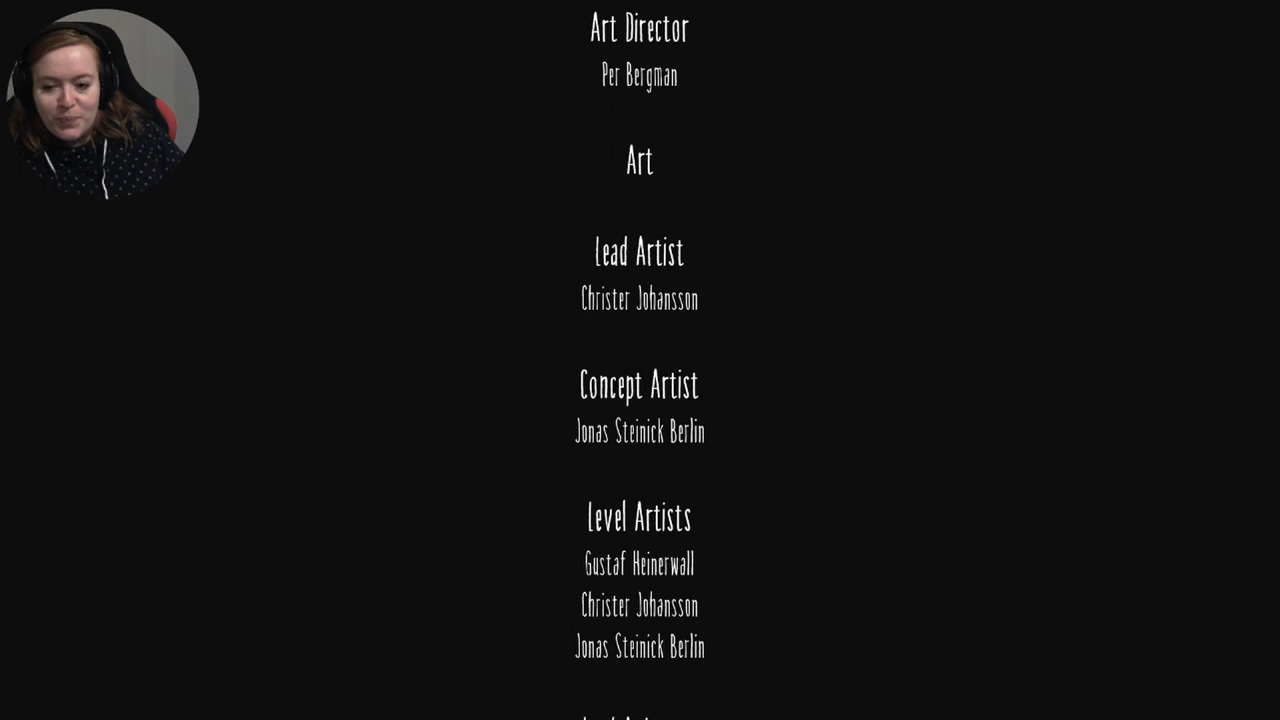 Art Director
Per Bergman
Art
Lead Artist
Christer Johansson
Concept Artist
Jonas Steinick Berlin
Level Artists
Gustaf Heinerwall
Christer Johansson
Jonas Steinick Berlin